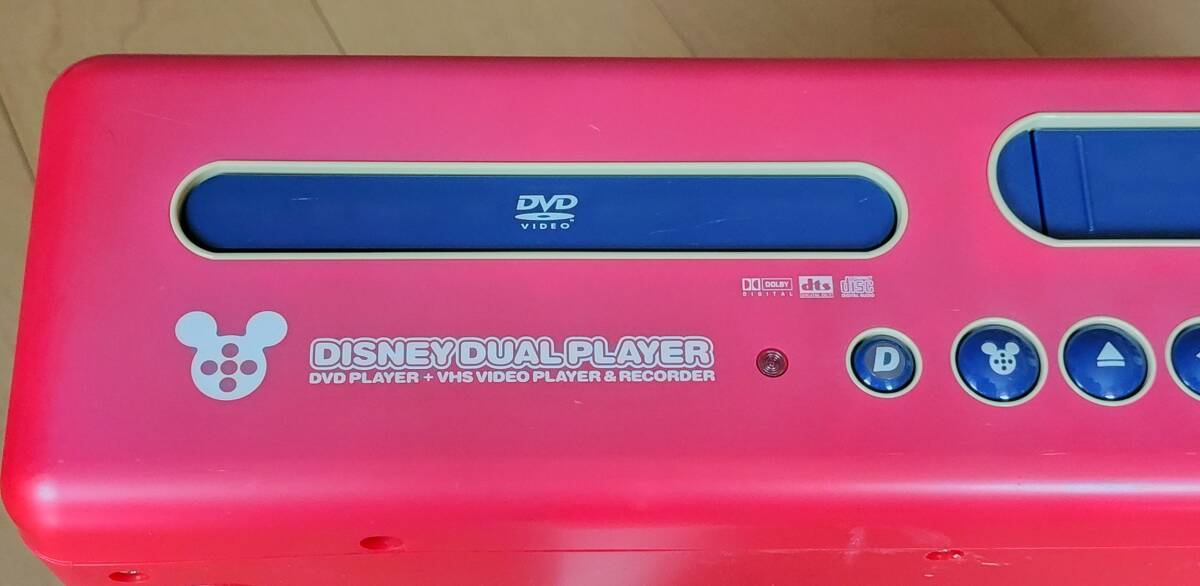 DVD
VIDEO
DOLBY
DIGITAL
dts
disc
DIGITAL AUDIO
DISNEY DUAL PLAYER
DVD PLAYER + VHS VIDEO PLAYER & RECORDER
D